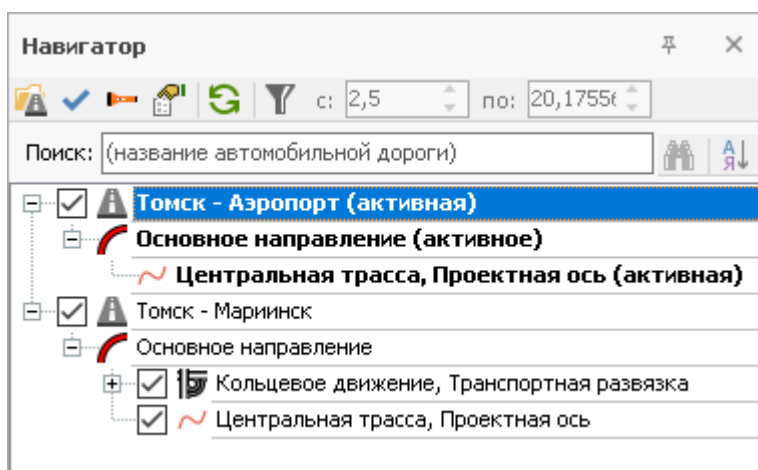 Навигатор
с: 2,5 по: 20,1755
Поиск: (название автомобильной дороги)
Томск - Аэропорт (активная)
Основное направление (активное)
Центральная трасса, Проектная ось (активная)
Томск - Мариинск
Основное направление
Кольцевое движение, Транспортная развязка
Центральная трасса, Проектная ось